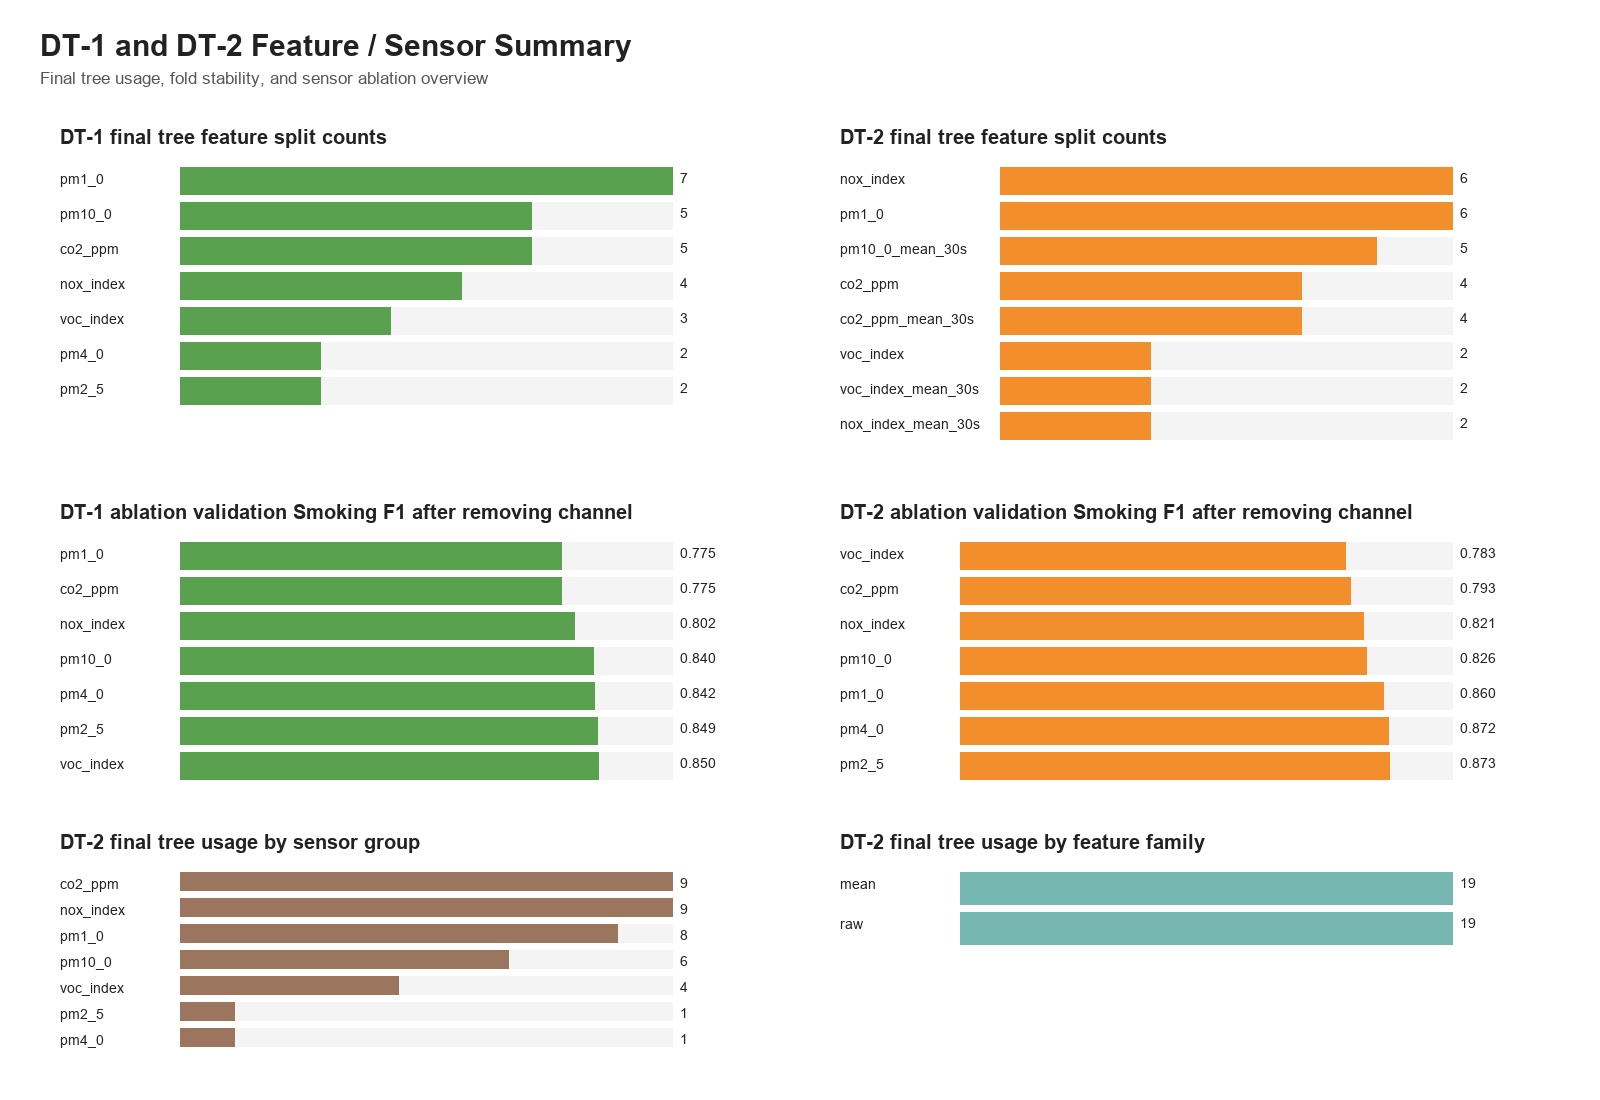 DT-1 and DT-2 Feature / Sensor Summary
Final tree usage, fold stability, and sensor ablation overview
DT-1 final tree feature split counts
pm1_0 7
pm10_0 5
co2_ppm 5
nox_index 4
voc_index 3
pm4_0 2
pm2_5 2
DT-2 final tree feature split counts
nox_index 6
pm1_0 6
pm10_0_mean_30s 5
co2_ppm 4
co2_ppm_mean_30s 4
voc_index 2
voc_index_mean_30s 2
nox_index_mean_30s 2
DT-1 ablation validation Smoking F1 after removing channel
pm1_0 0.775
co2_ppm 0.775
nox_index 0.802
pm10_0 0.840
pm4_0 0.842
pm2_5 0.849
voc_index 0.850
DT-2 ablation validation Smoking F1 after removing channel
voc_index 0.783
co2_ppm 0.793
nox_index 0.821
pm10_0 0.826
pm1_0 0.860
pm4_0 0.872
pm2_5 0.873
DT-2 final tree usage by sensor group
co2_ppm 9
nox_index 9
pm1_0 8
pm10_0 6
voc_index 4
pm2_5 1
pm4_0 1
DT-2 final tree usage by feature family
mean 19
raw 19